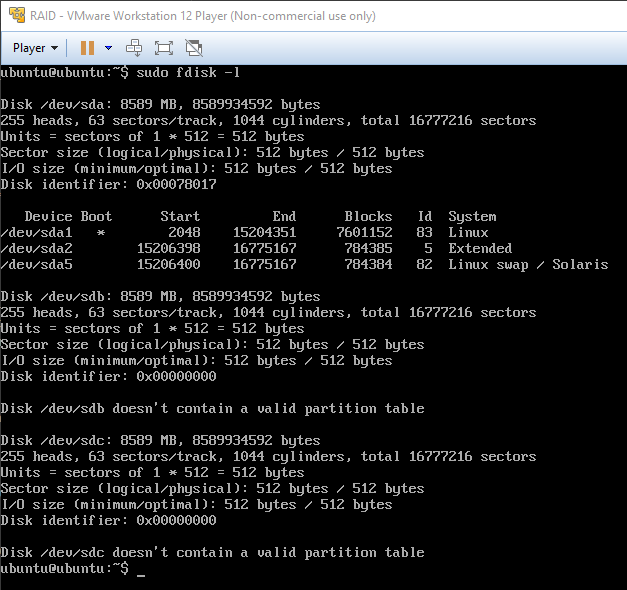 RAID - VMware Workstation 12 Player (Non-commercial use only)
Player
ubuntu@ubuntu:~$ sudo fdisk -l
Disk /dev/sda: 8589 MB, 8589934592 bytes
255 heads, 63 sectors/track, 1044 cylinders, total 16777216 sectors
Units = sectors of 1 * 512 = 512 bytes
Sector size (logical/physical): 512 bytes / 512 bytes
I/O size (minimum/optimal): 512 bytes / 512 bytes
Disk identifier: 0x00078017
Device Boot Start End Blocks Id System
/dev/sda1 * 2048 15204351 7601152 83 Linux
/dev/sda2 15206398 16775167 784385 5 Extended
/dev/sda5 15206400 16775167 784384 82 Linux swap / Solaris
Disk /dev/sdb: 8589 MB, 8589934592 bytes
255 heads, 63 sectors/track, 1044 cylinders, total 16777216 sectors
Units = sectors of 1 * 512 = 512 bytes
Sector size (logical/physical): 512 bytes / 512 bytes
I/O size (minimum/optimal): 512 bytes / 512 bytes
Disk identifier: 0x00000000
Disk /dev/sdb doesn't contain a valid partition table
Disk /dev/sdc: 8589 MB, 8589934592 bytes
255 heads, 63 sectors/track, 1044 cylinders, total 16777216 sectors
Units = sectors of 1 * 512 = 512 bytes
Sector size (logical/physical): 512 bytes / 512 bytes
I/O size (minimum/optimal): 512 bytes / 512 bytes
Disk identifier: 0x00000000
Disk /dev/sdc doesn't contain a valid partition table
ubuntu@ubuntu:~$ _